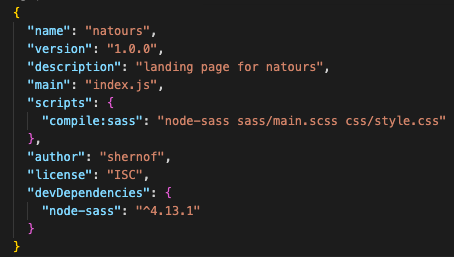 {
"name": "natours",
"version": "1.0.0",
"description": "landing page for natours",
"main": "index.js",
"scripts": {
"compile:sass": "node-sass sass/main.scss css/style.css"
},
"author": "shernof",
"license": "ISC",
"devDependencies": {
"node-sass": "^4.13.1"
}
}